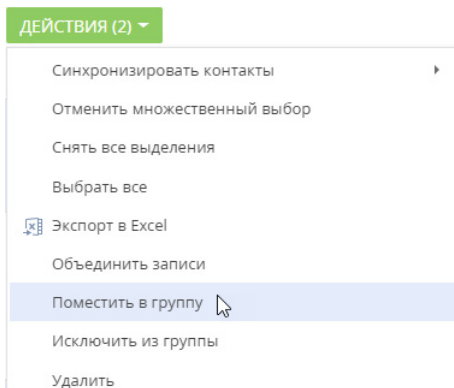 ДЕЙСТВИЯ (2)
Синхронизировать контакты
Отменить множественный выбор
Снять все выделения
Выбрать все
Экспорт в Excel
Объединить записи
Поместить в группу
Исключить из группы
Удалить